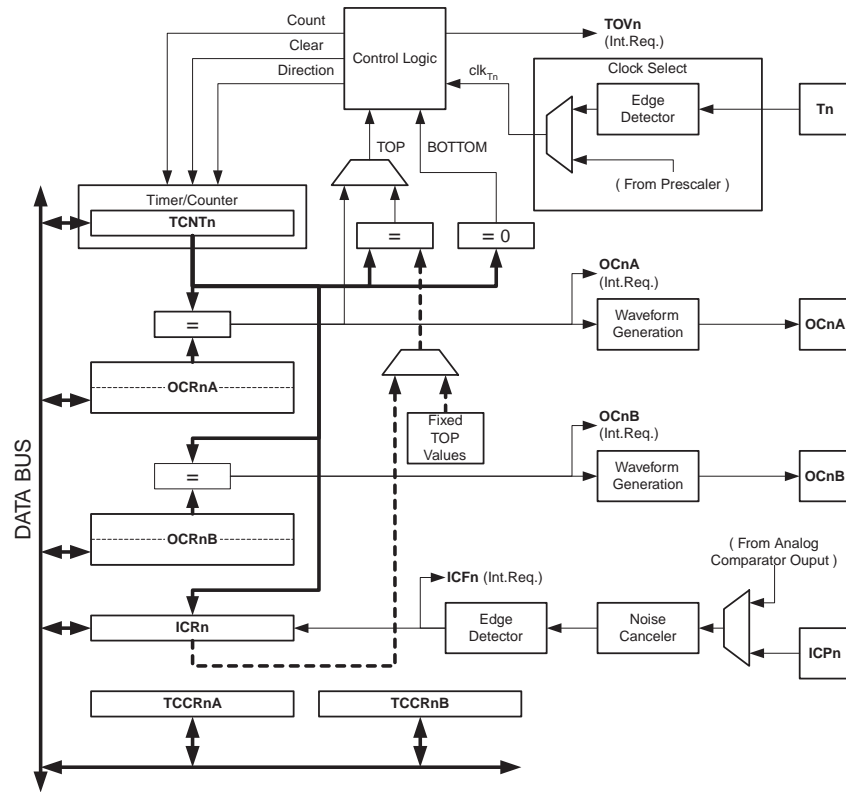 Count
Clear
Direction
Control Logic
TOVn
(Int.Req.)
clkTn
Clock Select
Edge
Detector
Tn
( From Prescaler )
TOP
BOTTOM
Timer/Counter
TCNTn
=
= 0
=
OCnA
(Int.Req.)
Waveform
Generation
OCnA
OCRnA
Fixed
TOP
Values
OCnB
(Int.Req.)
=
Waveform
Generation
OCnB
OCRnB
DATA BUS
( From Analog
Comparator Ouput )
ICFn (Int.Req.)
ICRn
Edge
Detector
Noise
Canceler
ICPn
TCCRnA
TCCRnB